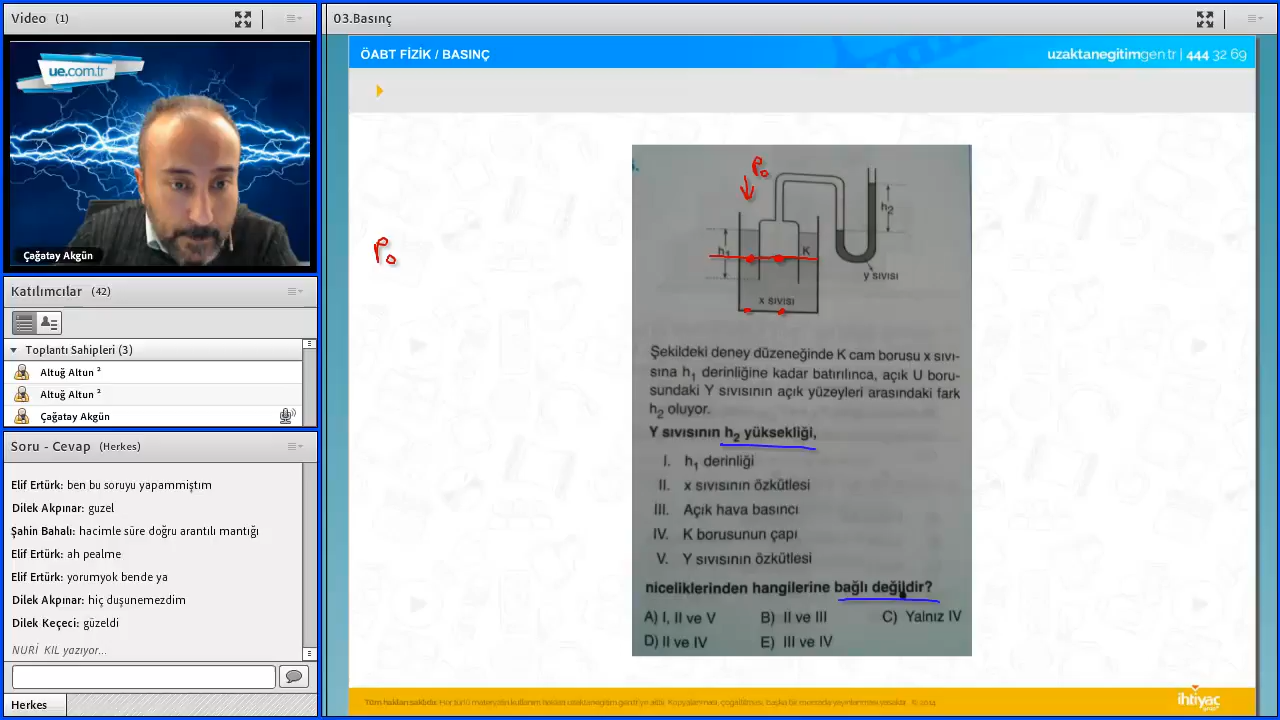 Video (1)
ue.com.tr
Çağatay Akgün
Katılımcılar (42)
Toplantı Sahipleri (3)
Altuğ Altun ²
Altuğ Altun ²
Çağatay Akgün
Soru - Cevap (Herkes)
Elif Ertürk: ben bu soruyu yapammiştım
Dilek Akpınar: guzel
Şahin Bahalı: hacimle süre doğru arantılı mantığı
Elif Ertürk: ah pealme
Elif Ertürk: yorumyok bende ya
Dilek Akpınar: hiç duşunemezdim
Dilek Keçeci: güzeldi
NURİ KIL yazıyor...
Herkes
03.Basınç
ÖABT FİZİK / BASINÇ
uzaktanegitimgentr | 444 32 69
P₀
P₀
h₁
K
h₂
y sıvısı
x sıvısı
Şekildeki deney düzeneğinde K cam borusu x sıvı-
sına h₁ derinliğine kadar batırılınca, açık U boru-
sundaki Y sıvısının açık yüzeyleri arasındaki fark
h₂ oluyor.
Y sıvısının h₂ yüksekliği,
I. h₁ derinliği
II. x sıvısının özkütlesi
III. Açık hava basıncı
IV. K borusunun çapı
V. Y sıvısının özkütlesi
niceliklerinden hangilerine bağlı değildir?
A) I, II ve V B) II ve III C) Yalnız IV
D) II ve IV E) III ve IV
Tüm hakları saklıdır.
ihtiyaç